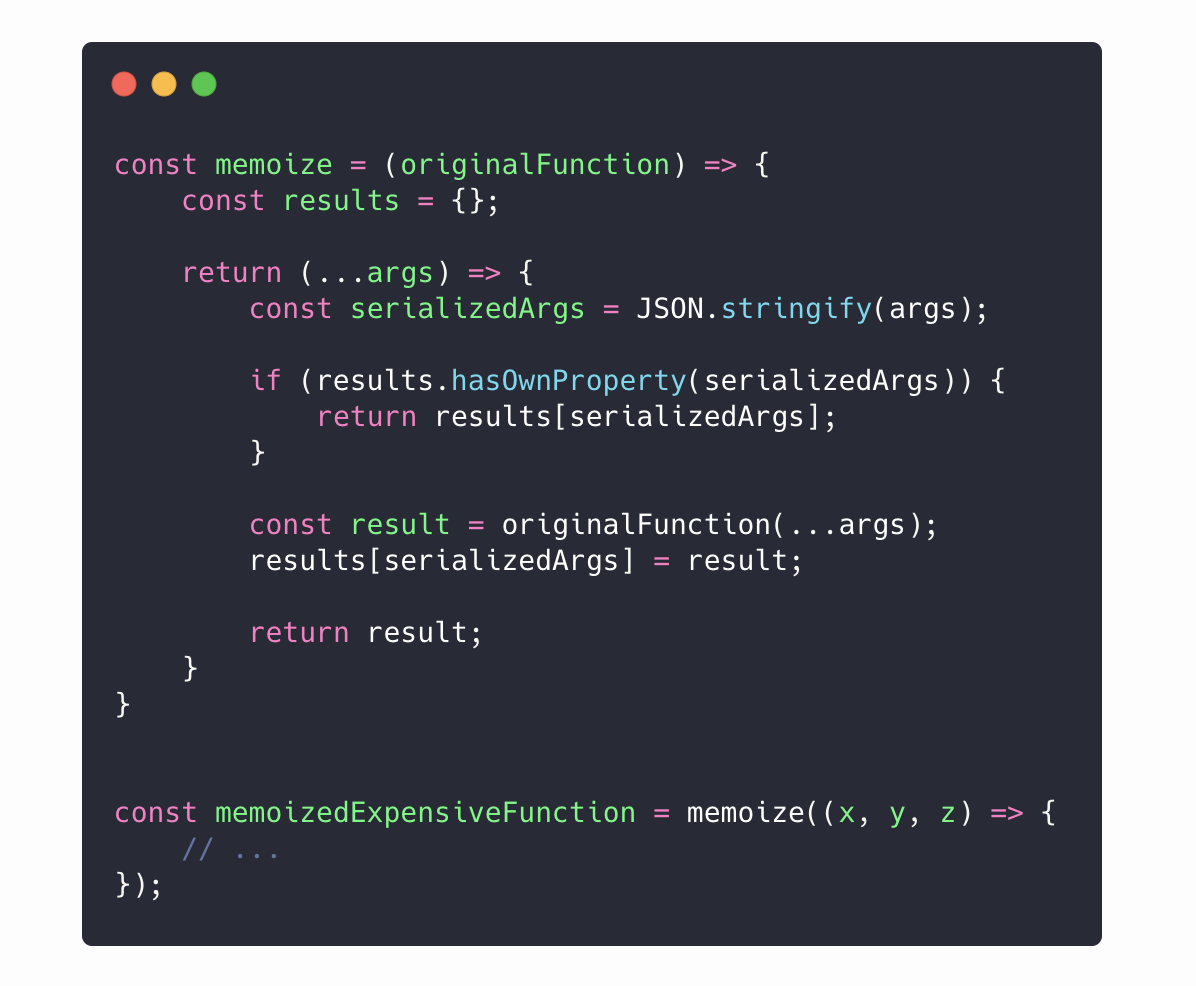 const memoize = (originalFunction) => {
    const results = {};

    return (...args) => {
        const serializedArgs = JSON.stringify(args);

        if (results.hasOwnProperty(serializedArgs)) {
            return results[serializedArgs];
        }

        const result = originalFunction(...args);
        results[serializedArgs] = result;

        return result;
    }
}


const memoizedExpensiveFunction = memoize((x, y, z) => {
    // ...
});